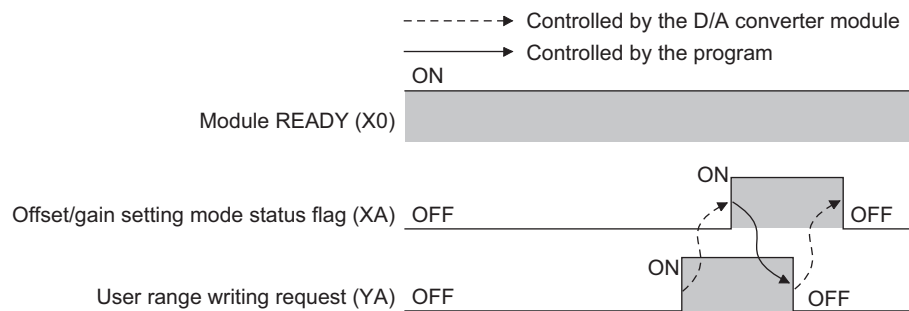 Controlled by the D/A converter module
Controlled by the program
ON
Module READY (X0)
ON
Offset/gain setting mode status flag (XA) OFF OFF
ON
User range writing request (YA) OFF OFF